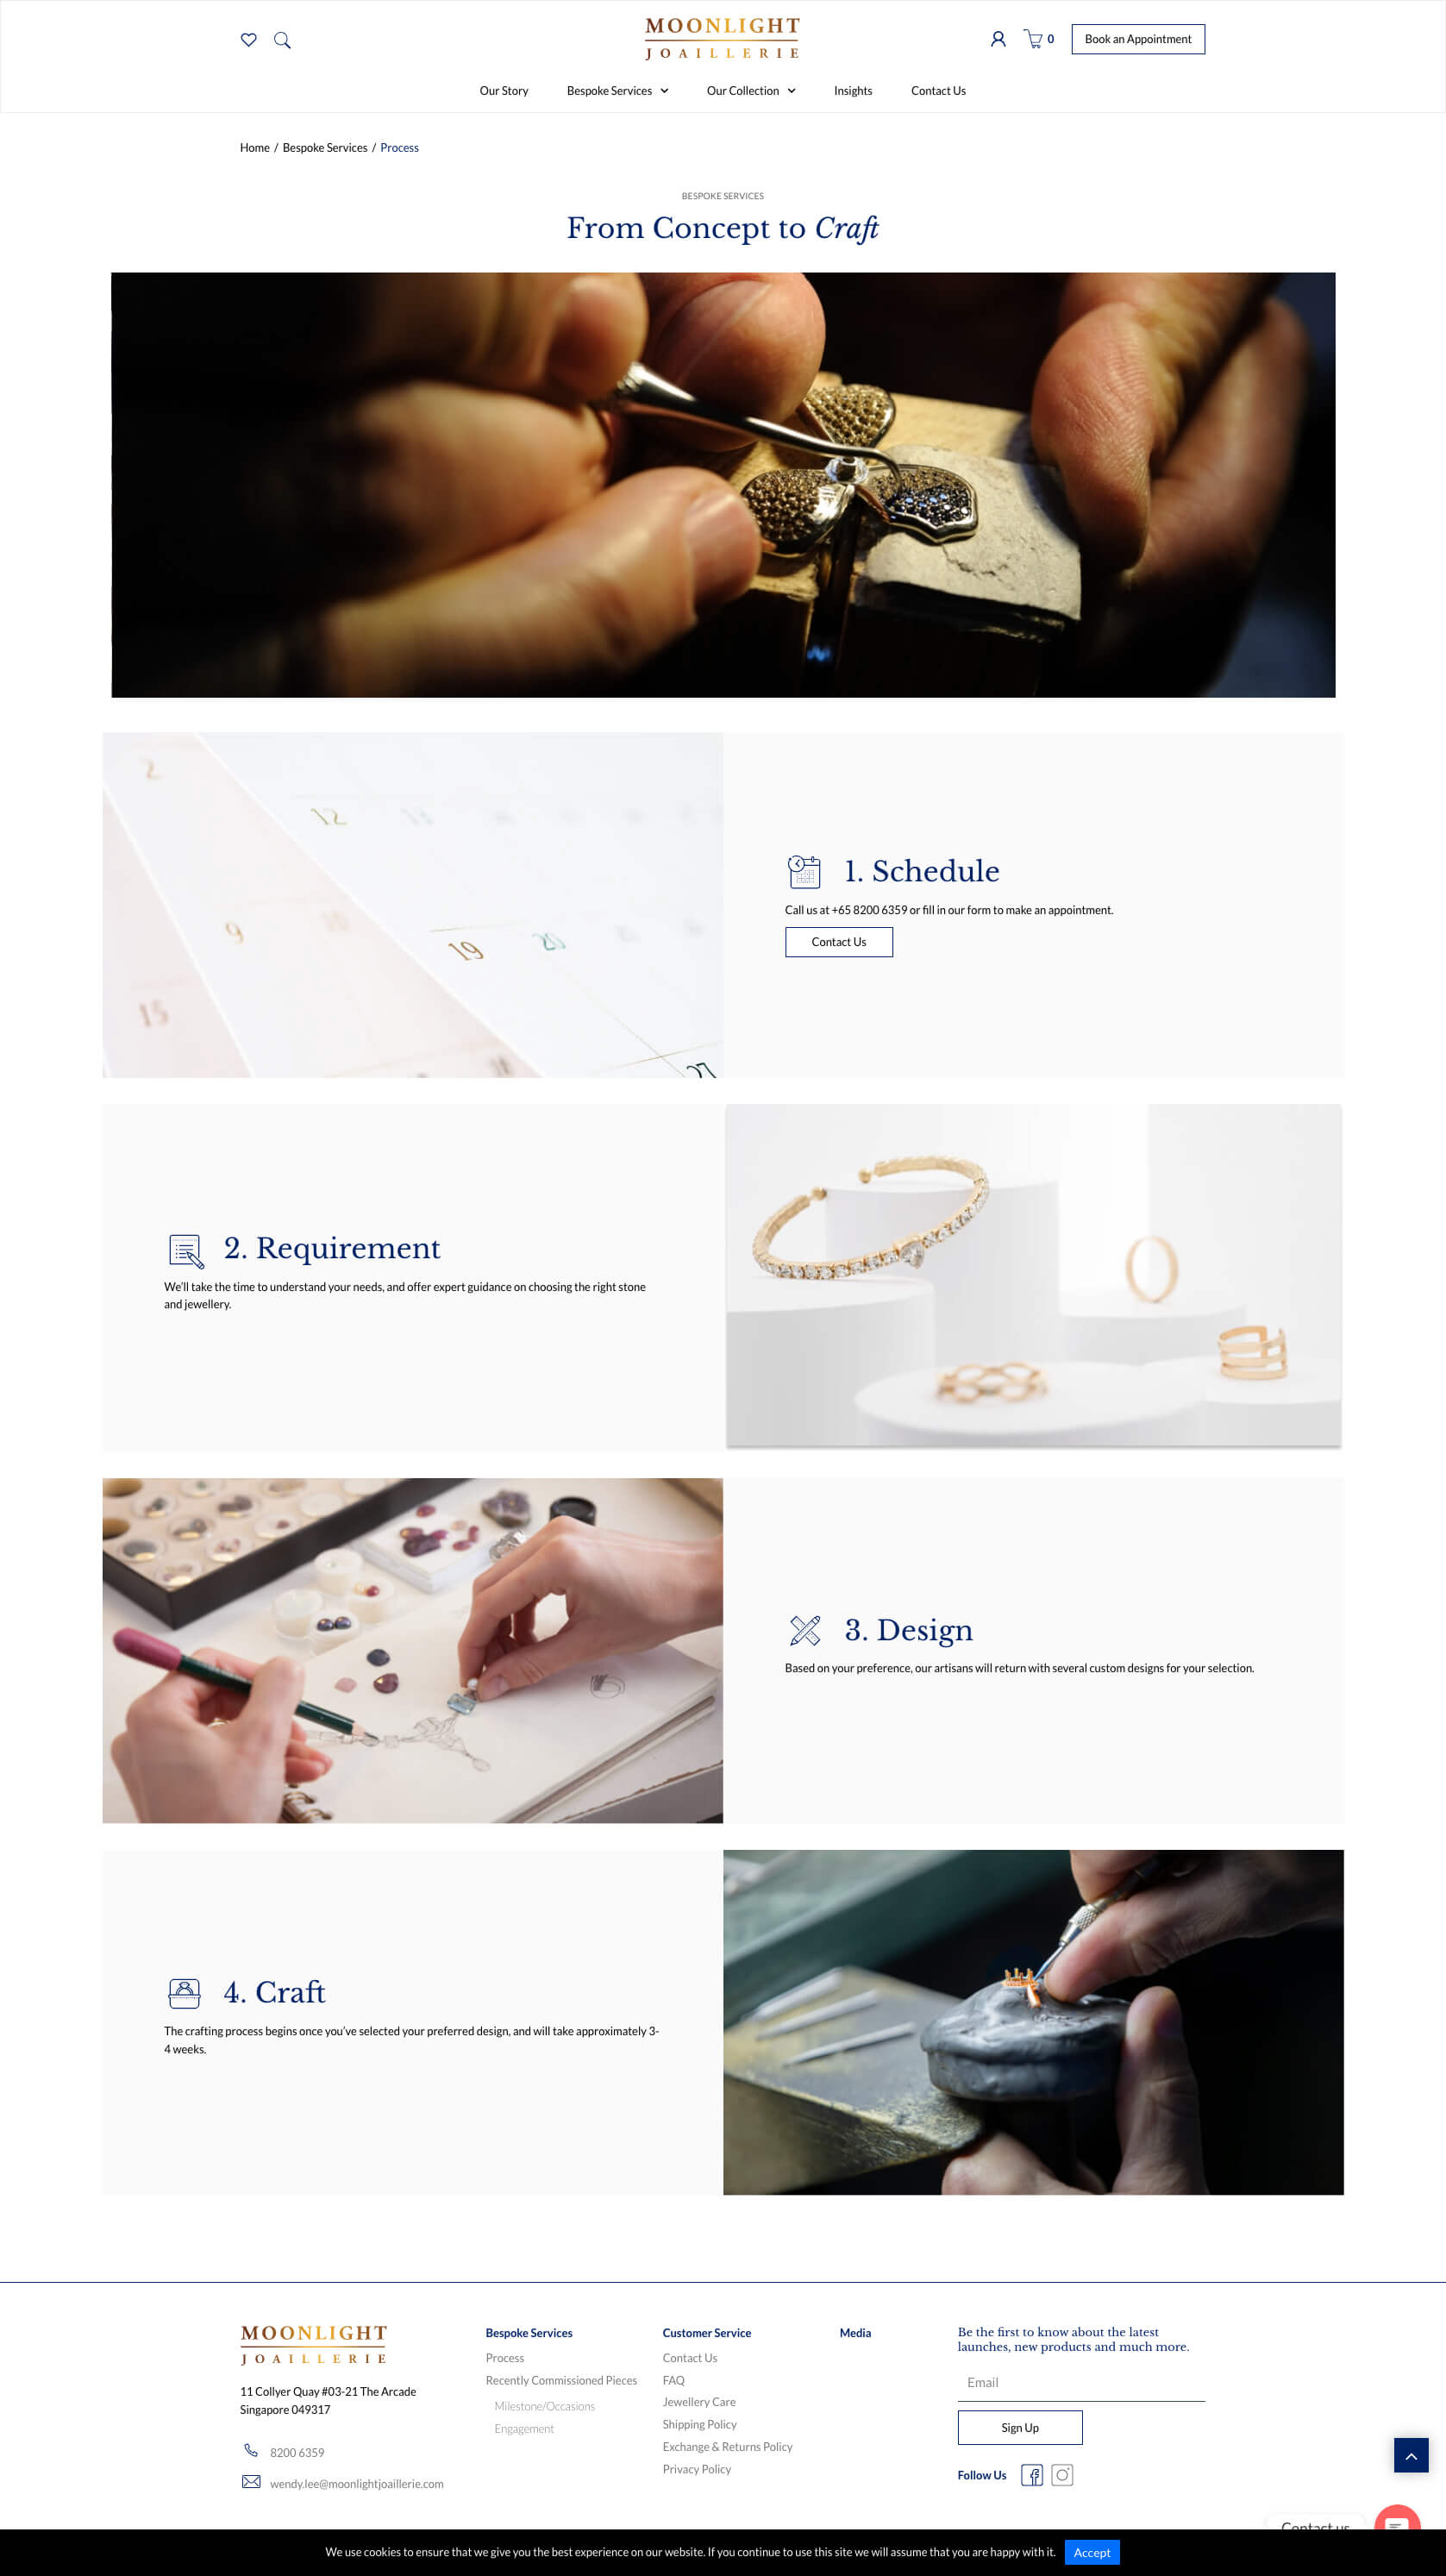 MOONLIGHT
JOAILLERIE
0
Book an Appointment
Our Story
Bespoke Services
Our Collection
Insights
Contact Us
Home / Bespoke Services / Process
BESPOKE SERVICES
From Concept to Craft
2
12
9
19
20
15
1. Schedule
Call us at +65 8200 6359 or fill in our form to make an appointment.
Contact Us
2. Requirement
We'll take the time to understand your needs, and offer expert guidance on choosing the right stone
and jewellery.
3. Design
Based on your preference, our artisans will return with several custom designs for your selection.
4. Craft
The crafting process begins once you've selected your preferred design, and will take approximately 3-
4 weeks.
MOONLIGHT
JOAILLERIE
11 Collyer Quay #03-21 The Arcade
Singapore 049317
8200 6359
wendy.lee@moonlightjoaillerie.com
Bespoke Services
Process
Recently Commissioned Pieces
Milestone/Occasions
Engagement
Customer Service
Contact Us
FAQ
Jewellery Care
Shipping Policy
Exchange & Returns Policy
Privacy Policy
Media
Be the first to know about the latest
launches, new products and much more.
Email
Sign Up
Follow Us
Contact us
We use cookies to ensure that we give you the best experience on our website. If you continue to use this site we will assume that you are happy with it.
Accept